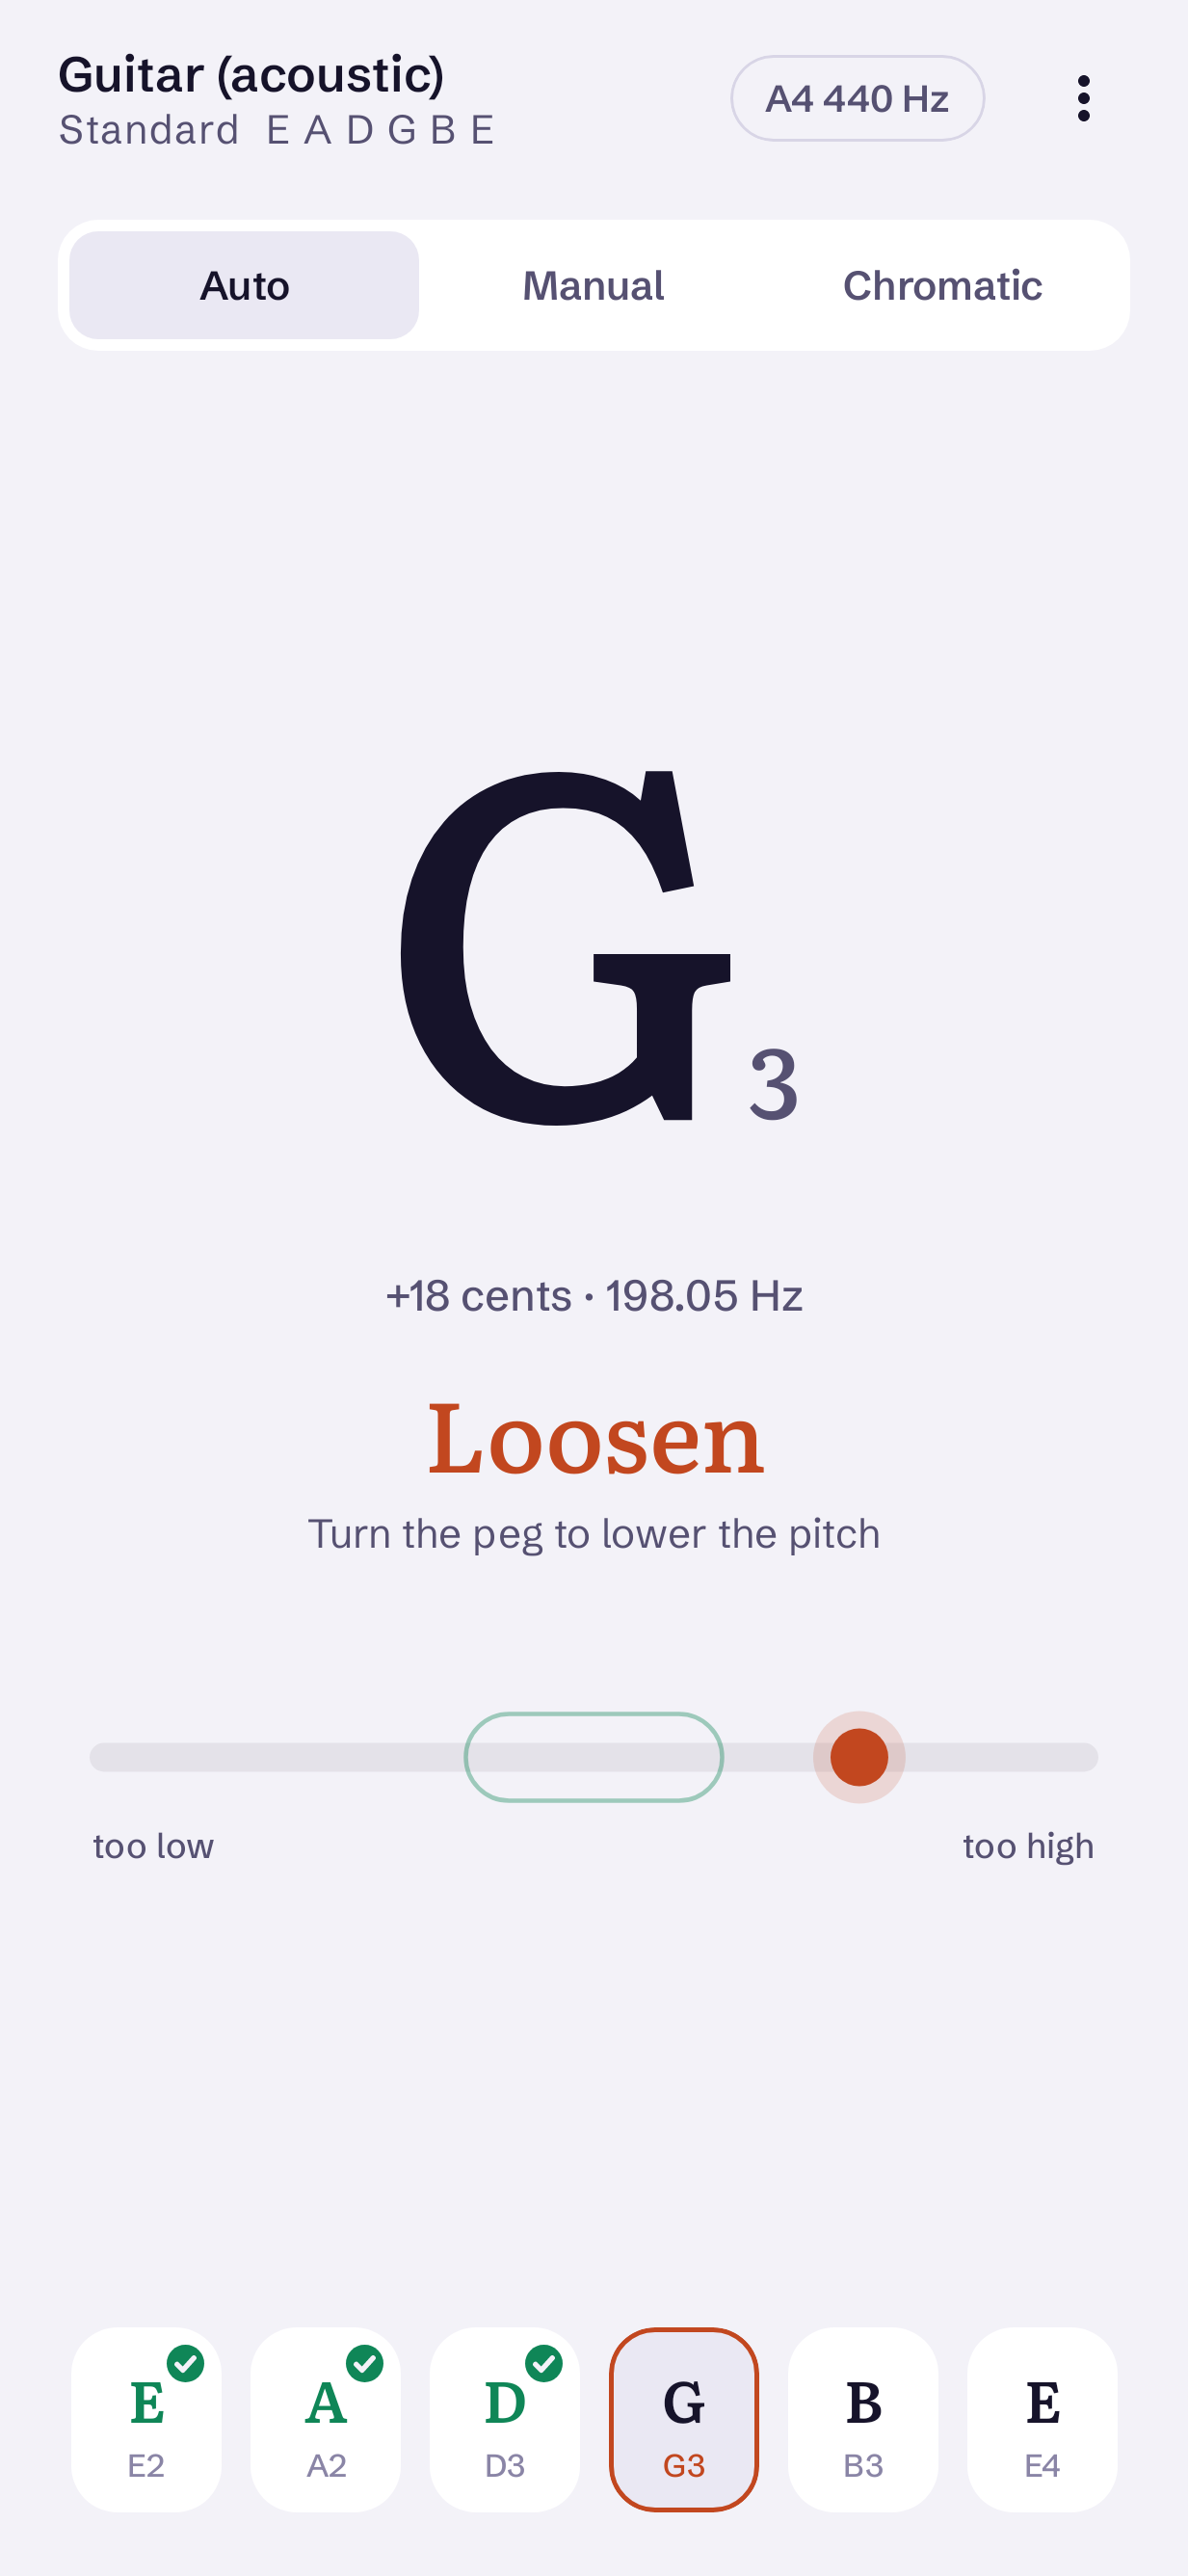 Guitar (acoustic)
Standard E A D G B E
A4 440 Hz
Auto Manual Chromatic
G3
+18 cents · 198.05 Hz
Loosen
Turn the peg to lower the pitch
too low too high
E A D G B E
E2 A2 D3 G3 B3 E4